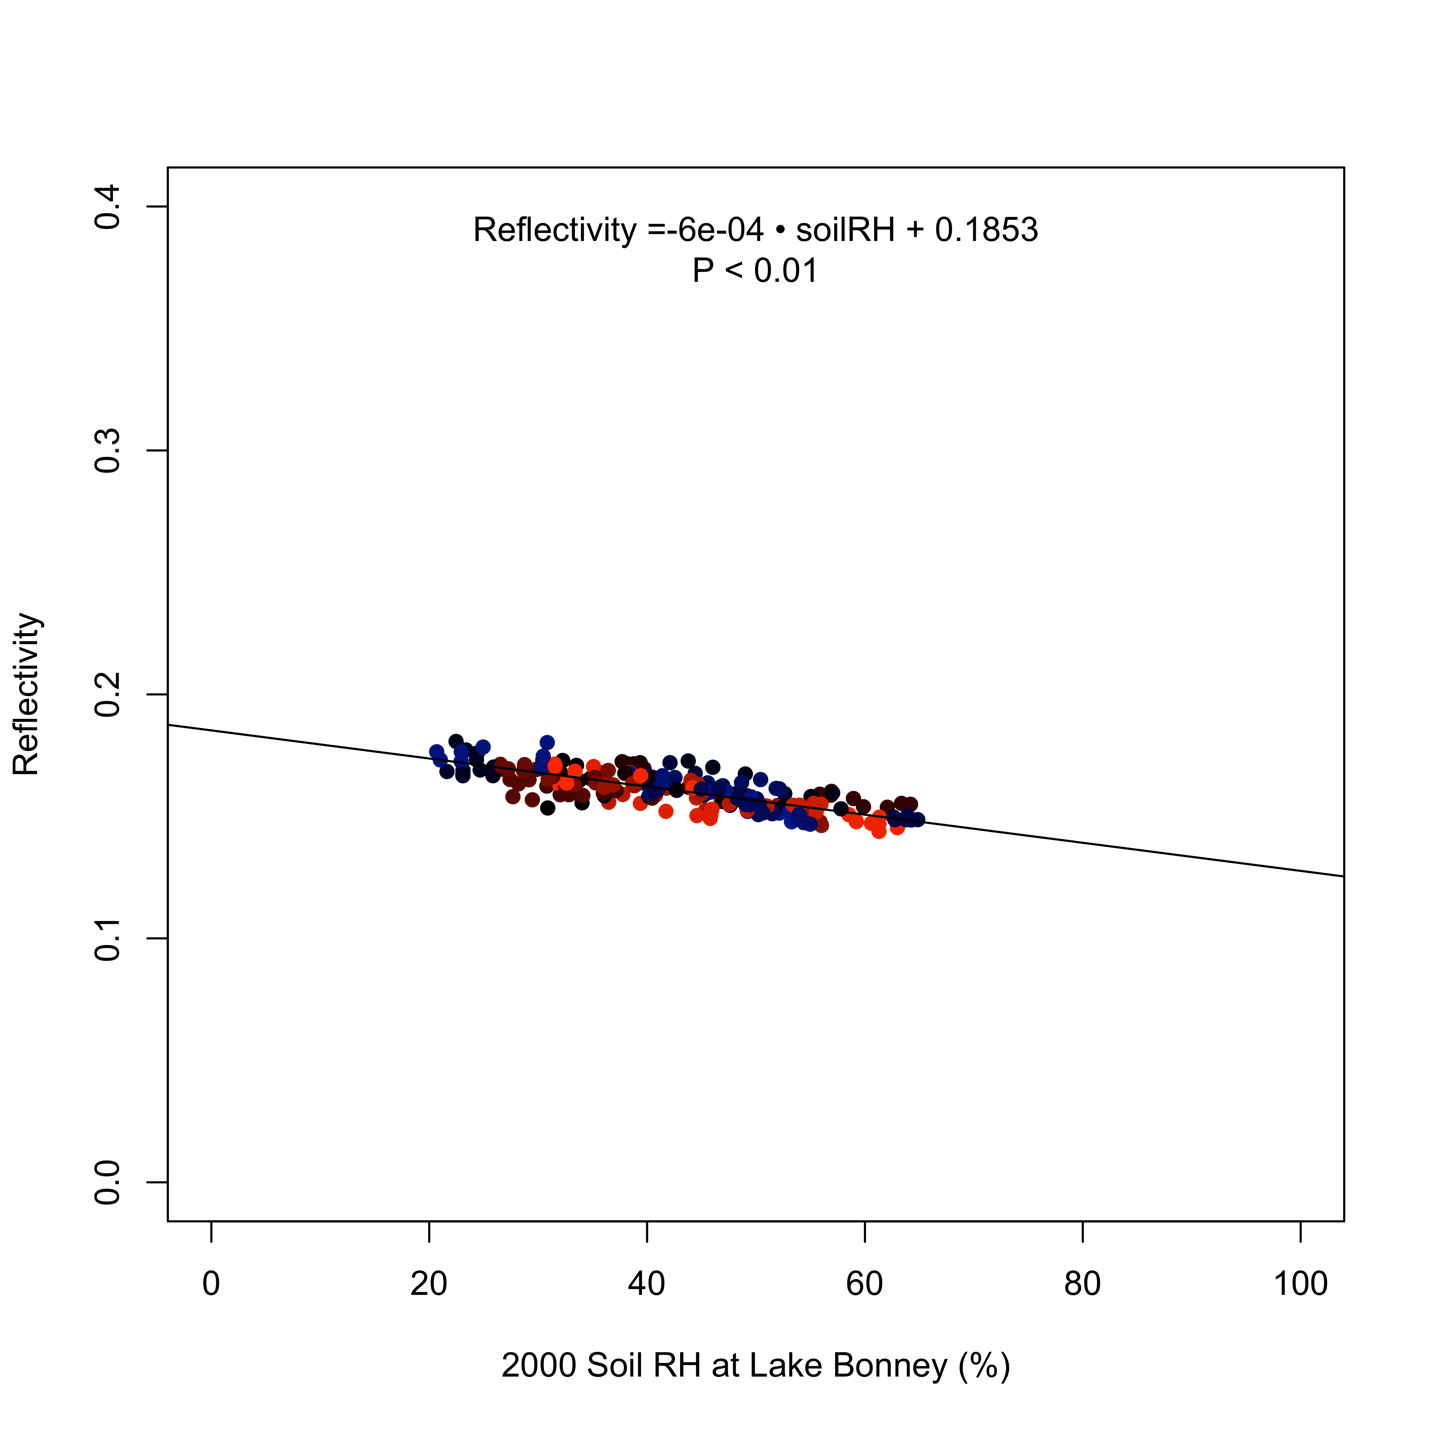 Reflectivity =-6e-04 • soilRH + 0.1853
P < 0.01
Reflectivity
0.4
0.3
0.2
0.1
0.0
0 20 40 60 80 100
2000 Soil RH at Lake Bonney (%)